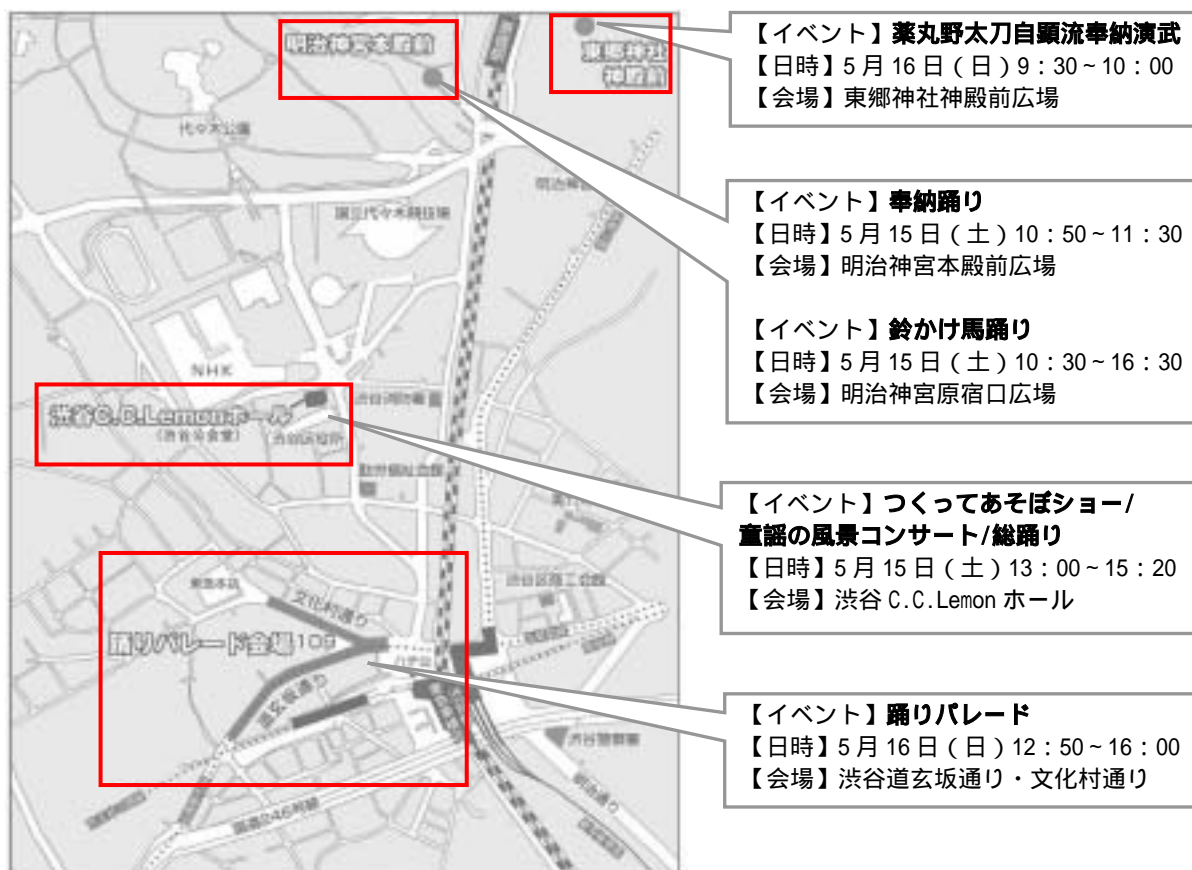 【イベント】薬丸野太刀自顕流奉納演武
【日時】5月16日(日)9:30~10:00
【会場】東郷神社神殿前広場
【イベント】奉納踊り
【日時】5月15日(土)10:50~11:30
【会場】明治神宮本殿前広場
【イベント】鈴かけ馬踊り
【日時】5月15日(土)10:30~16:30
【会場】明治神宮原宿口広場
【イベント】つくってあそぼショー/
童謡の風景コンサート/総踊り
【日時】5月15日(土)13:00~15:20
【会場】渋谷C.C.Lemonホール
【イベント】踊りパレード
【日時】5月16日(日)12:50~16:00
【会場】渋谷道玄坂通り・文化村通り
明治神宮本殿前
東郷神社
神殿前
代々木公園
国立代々木競技場
NHK
渋谷C.C.Lemonホール
(渋谷公会堂)
渋谷区役所
渋谷消防署
勤労福祉会館
東急本店
文化村通り
渋谷区商工会館
踊りパレード会場
109
ハチ公
道玄坂通り
渋谷警察署
明治通り
国道246号線